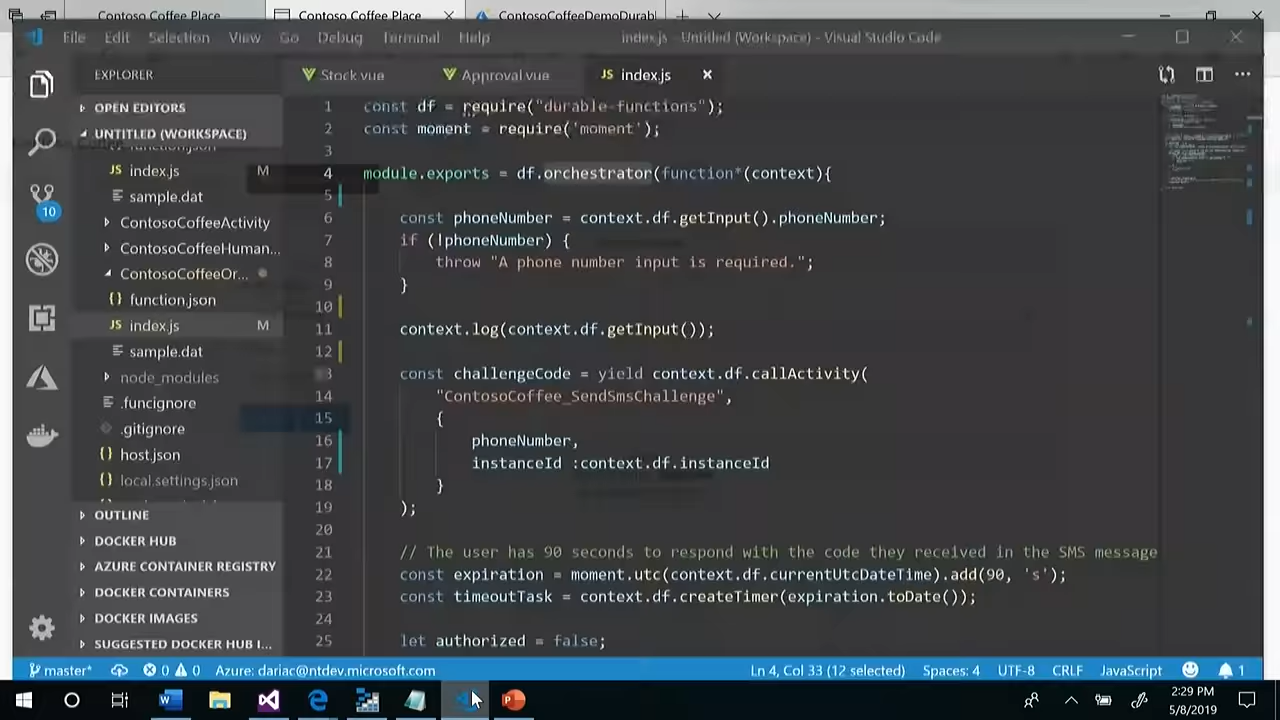 Contoso Coffee Place
Contoso Coffee Place
ContosoCoffeeDemoDurabl
File Edit Selection View Go Debug Terminal Help
index.js - Untitled (Workspace) - Visual Studio Code
EXPLORER
Stock.vue
Approval.vue
JS index.js
OPEN EDITORS
UNTITLED (WORKSPACE)
function.json
JS index.js M
sample.dat
ContosoCoffeeActivity
ContosoCoffeeHuman...
ContosoCoffeeOr...
{} function.json
JS index.js M
sample.dat
node_modules
.funcignore
.gitignore
{} host.json
{} local.settings.json
OUTLINE
DOCKER HUB
AZURE CONTAINER REGISTRY
DOCKER CONTAINERS
DOCKER IMAGES
SUGGESTED DOCKER HUB I...
10
1 const df = require("durable-functions");
2 const moment = require('moment');
3
4 module.exports = df.orchestrator(function*(context){
5
6 const phoneNumber = context.df.getInput().phoneNumber;
7 if (!phoneNumber) {
8 throw "A phone number input is required.";
9 }
10
11 context.log(context.df.getInput());
12
13 const challengeCode = yield context.df.callActivity(
14 "ContosoCoffee_SendSmsChallenge",
15 {
16 phoneNumber,
17 instanceId :context.df.instanceId
18 }
19 );
20
21 // The user has 90 seconds to respond with the code they received in the SMS message
22 const expiration = moment.utc(context.df.currentUtcDateTime).add(90, 's');
23 const timeoutTask = context.df.createTimer(expiration.toDate());
24
25 let authorized = false;
master* 0 0 Azure: dariac@ntdev.microsoft.com
Ln 4, Col 33 (12 selected) Spaces: 4 UTF-8 CRLF JavaScript 1
2:29 PM
5/8/2019